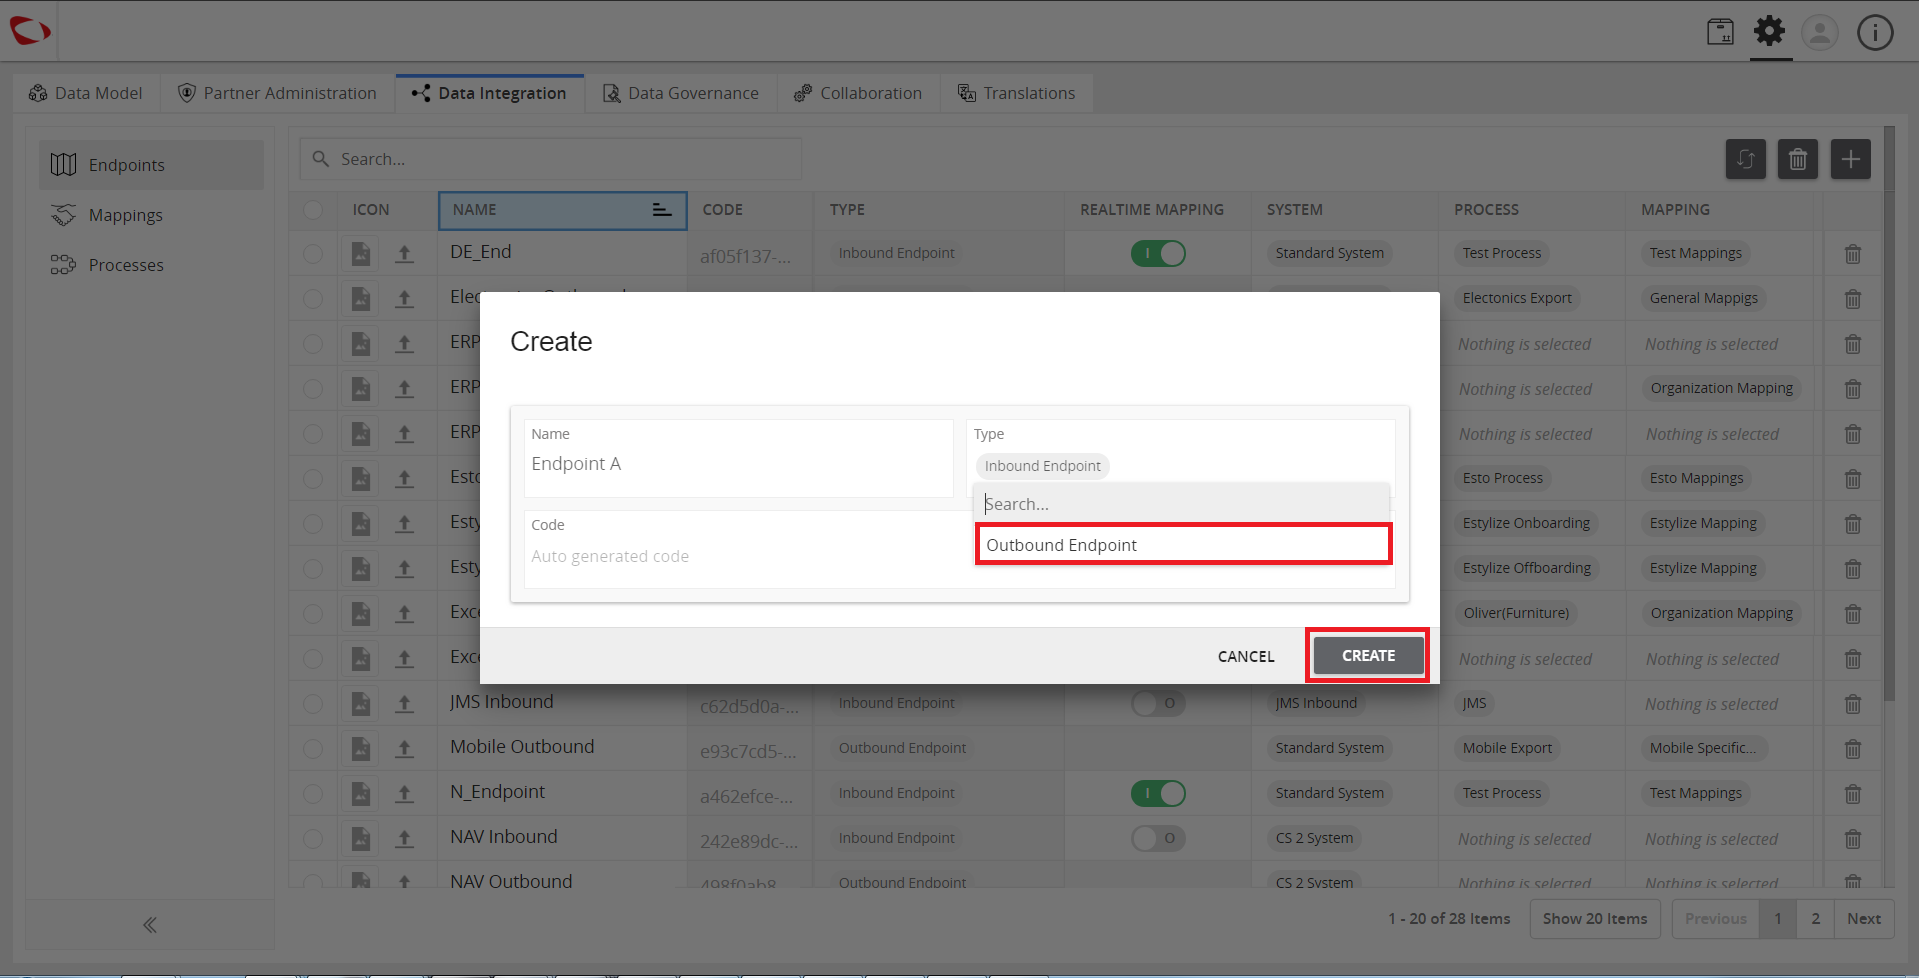 Data Model Partner Administration Data Integration Data Governance Collaboration Translations
Endpoints
Mappings
Processes
Search...
ICON NAME CODE TYPE REALTIME MAPPING SYSTEM PROCESS MAPPING
DE_End af05f137-... Inbound Endpoint I Standard System Test Process Test Mappings
Electonics Export General Mappigs
ERP Nothing is selected Nothing is selected
ERP Nothing is selected Organization Mapping
ERP Nothing is selected Nothing is selected
Esto Process Esto Mappings
Estylize Onboarding Estylize Mapping
Estylize Offboarding Estylize Mapping
Oliver(Furniture) Organization Mapping
Nothing is selected Nothing is selected
Create
Name
Endpoint A
Type
Inbound Endpoint
Search...
Outbound Endpoint
Code
Auto generated code
CANCEL CREATE
JMS Inbound c62d5d0a-... Inbound Endpoint O JMS Inbound JMS Nothing is selected
Mobile Outbound e93c7cd5-... Outbound Endpoint Standard System Mobile Export Mobile Specific...
N_Endpoint a462efce-... Inbound Endpoint I Standard System Test Process Test Mappings
NAV Inbound 242e89dc-... Inbound Endpoint O CS 2 System Nothing is selected Nothing is selected
NAV Outbound 498f0ab8 Outbound Endpoint CS 2 System Nothing is selected Nothing is selected
1 - 20 of 28 Items Show 20 Items Previous 1 2 Next